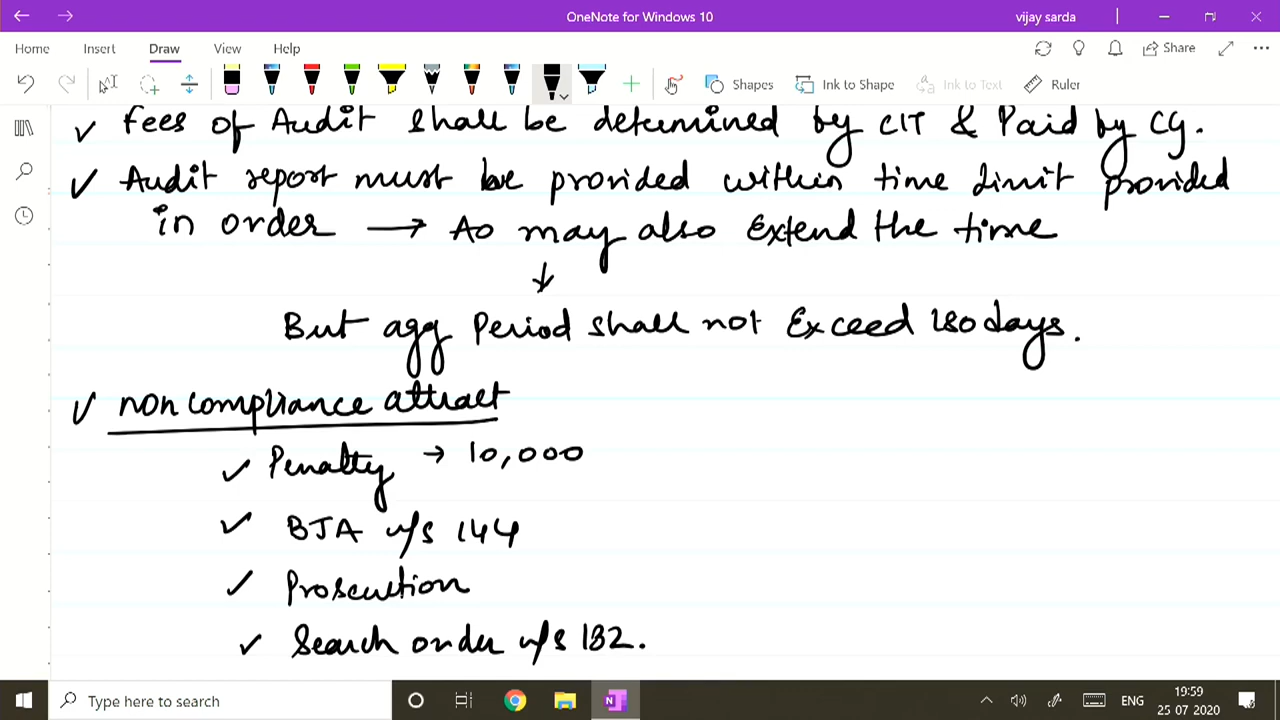 OneNote for Windows 10
vijay sarda
Home Insert Draw View Help
Share
Shapes Ink to Shape Ink to Text Ruler
✓ Fees of Audit shall be determined by CIT & Paid by CG.
✓ Audit report must be provided within time limit provided
in order → AO may also Extend the time
↓
But agg Period shall not Exceed 180 days.
✓ non compliance attract
✓ Penalty → 10,000
✓ BJA u/s 144
✓ Proscution
✓ Search order u/s 132.
Type here to search
ENG
19:59
25-07-2020